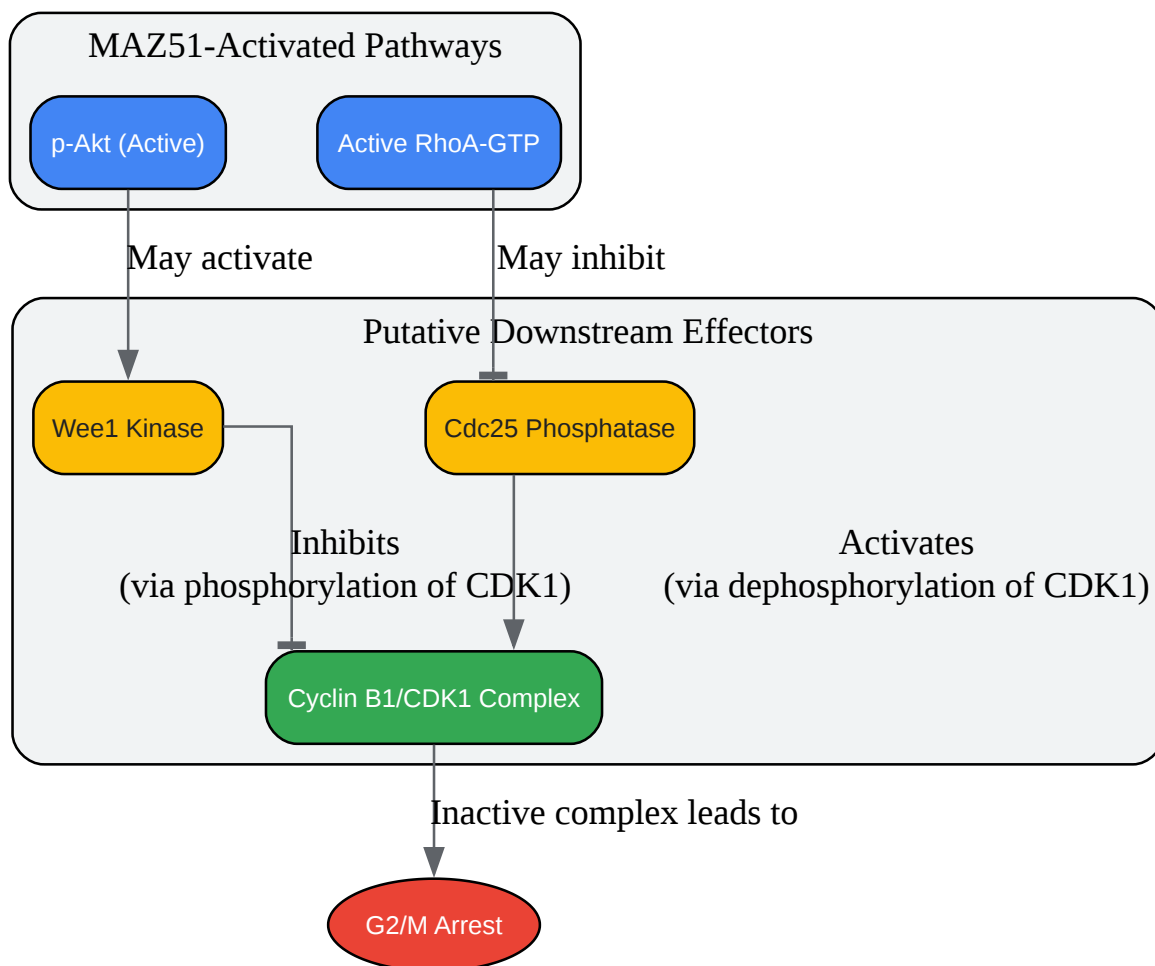 MAZ51-Activated Pathways
p-Akt (Active)
Active RhoA-GTP
May activate
May inhibit
Putative Downstream Effectors
Wee1 Kinase
Cdc25 Phosphatase
Inhibits
(via phosphorylation of CDK1)
Activates
(via dephosphorylation of CDK1)
Cyclin B1/CDK1 Complex
Inactive complex leads to
G2/M Arrest